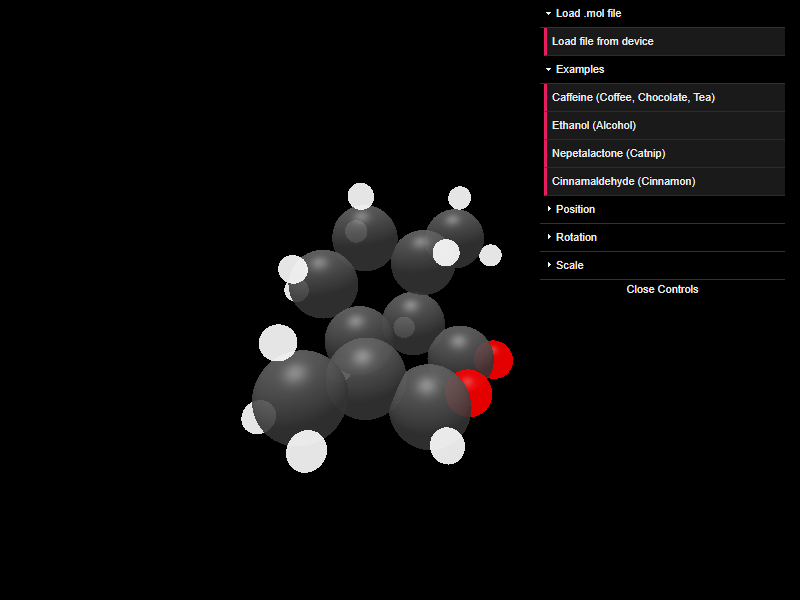 Load .mol file
Load file from device
Examples
Caffeine (Coffee, Chocolate, Tea)
Ethanol (Alcohol)
Nepetalactone (Catnip)
Cinnamaldehyde (Cinnamon)
Position
Rotation
Scale
Close Controls